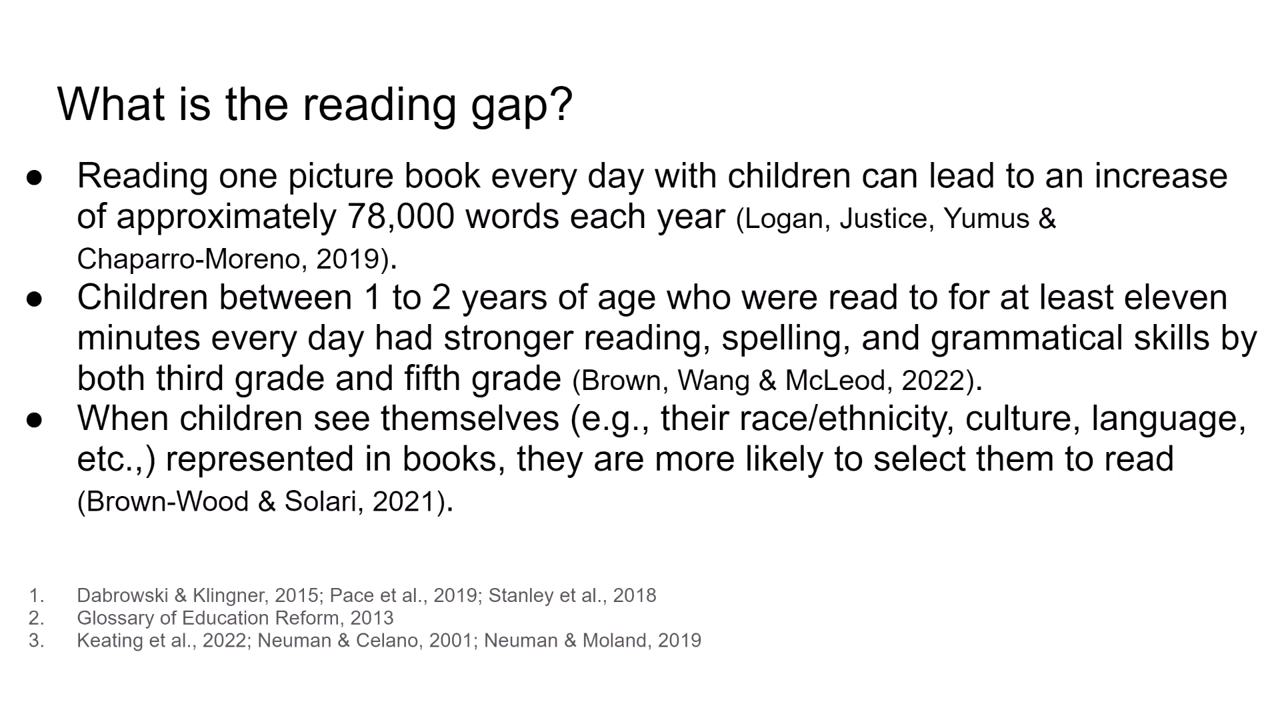 What is the reading gap?
● Reading one picture book every day with children can lead to an increase
of approximately 78,000 words each year (Logan, Justice, Yumus &
Chaparro-Moreno, 2019).
● Children between 1 to 2 years of age who were read to for at least eleven
minutes every day had stronger reading, spelling, and grammatical skills by
both third grade and fifth grade (Brown, Wang & McLeod, 2022).
● When children see themselves (e.g., their race/ethnicity, culture, language,
etc.,) represented in books, they are more likely to select them to read
(Brown-Wood & Solari, 2021).
1. Dabrowski & Klingner, 2015; Pace et al., 2019; Stanley et al., 2018
2. Glossary of Education Reform, 2013
3. Keating et al., 2022; Neuman & Celano, 2001; Neuman & Moland, 2019